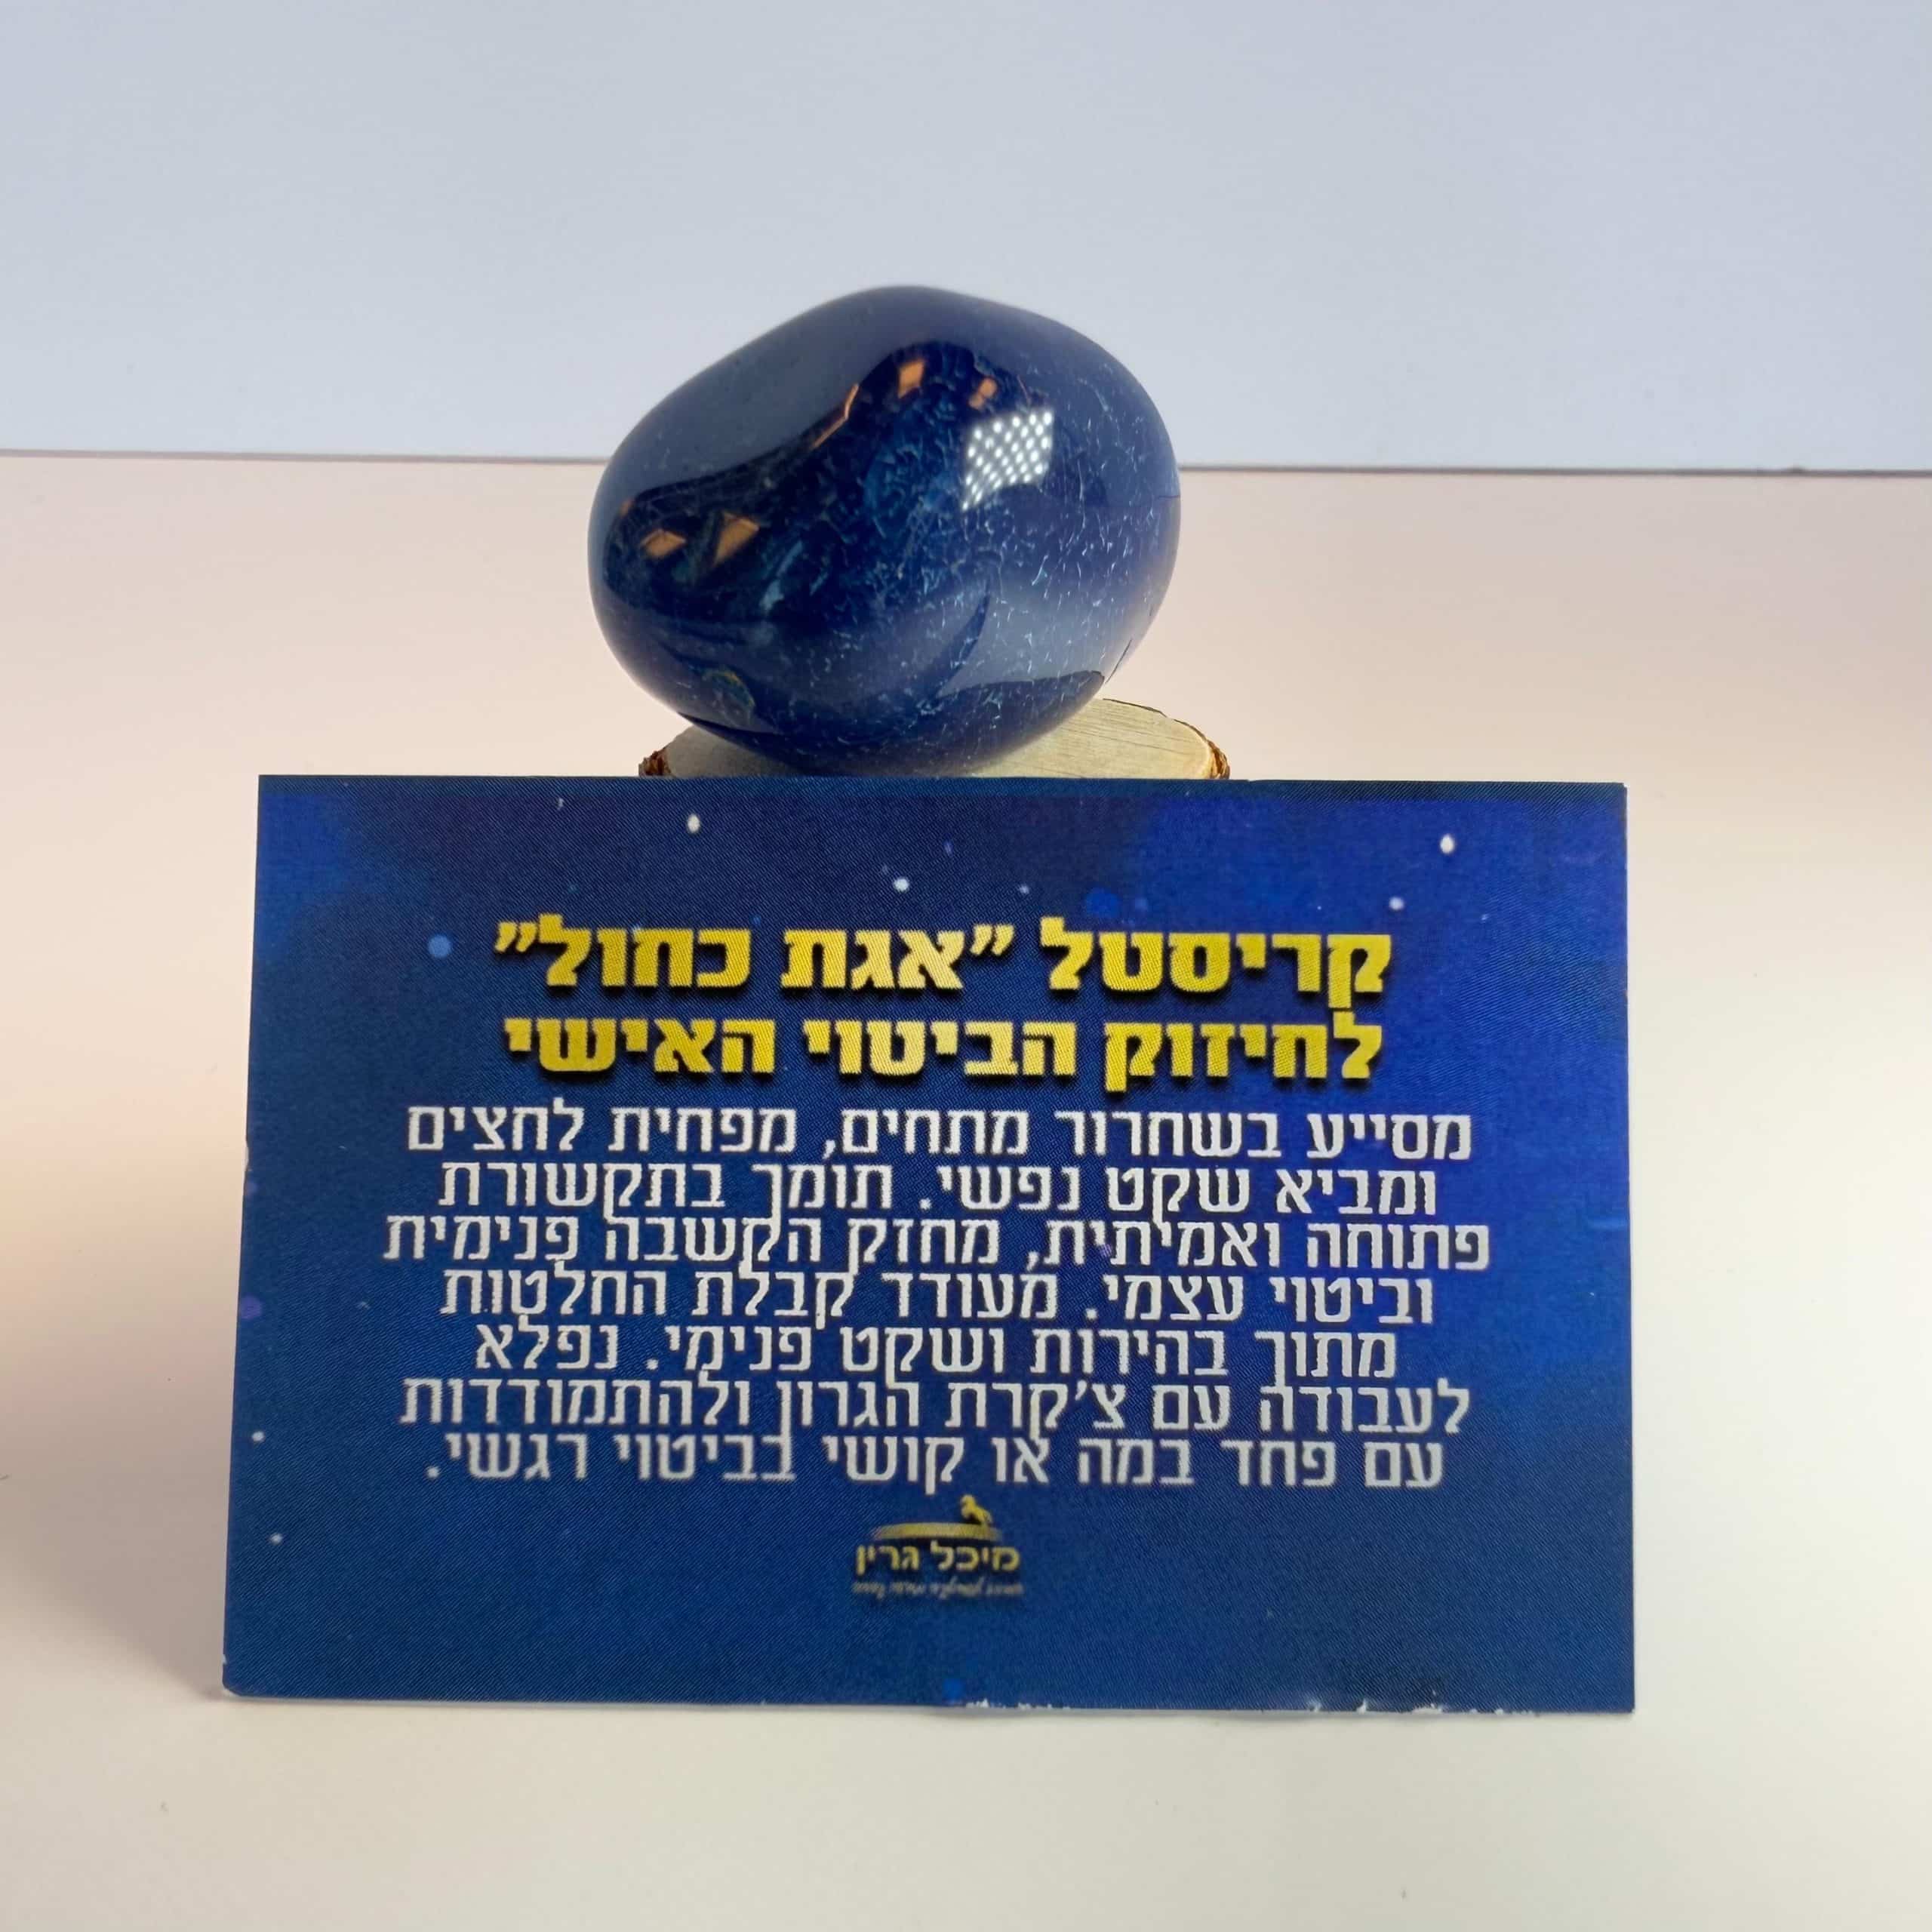 קריסטל "אגת כחול"
לחיזוק הביטוי האישי
מסייע בשחרור מתחים, מפחית לחצים
ומביא שקט נפשי. תומך בתקשורת
פתוחה ואמיתית, מחזק הקשבה פנימית
וביטוי עצמי. מעודד קבלת החלטות
מתוך בהירות ושקט פנימי. נפלא
לעבודה עם צ'קרת הגרון ולהתמודדות
עם פחד במה או קושי בביטוי רגשי.
מיכל גרין